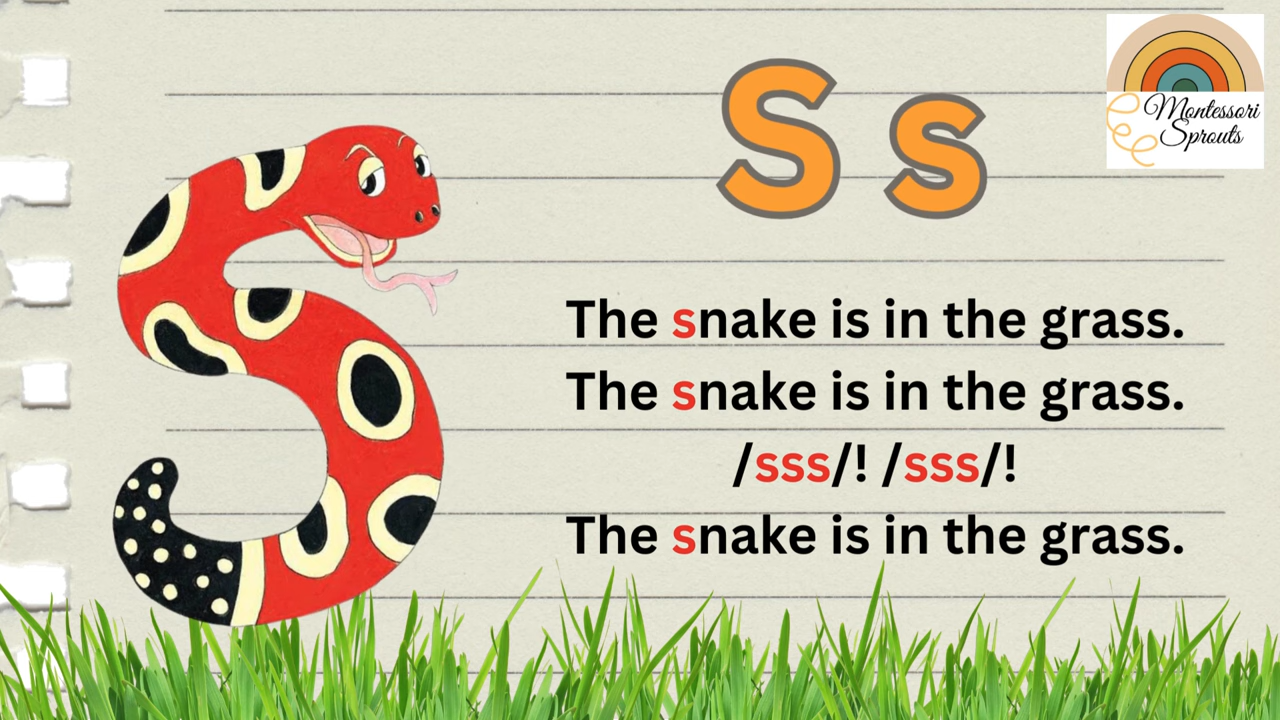 S s
Montessori
Sprouts
The snake is in the grass.
The snake is in the grass.
/sss/! /sss/!
The snake is in the grass.